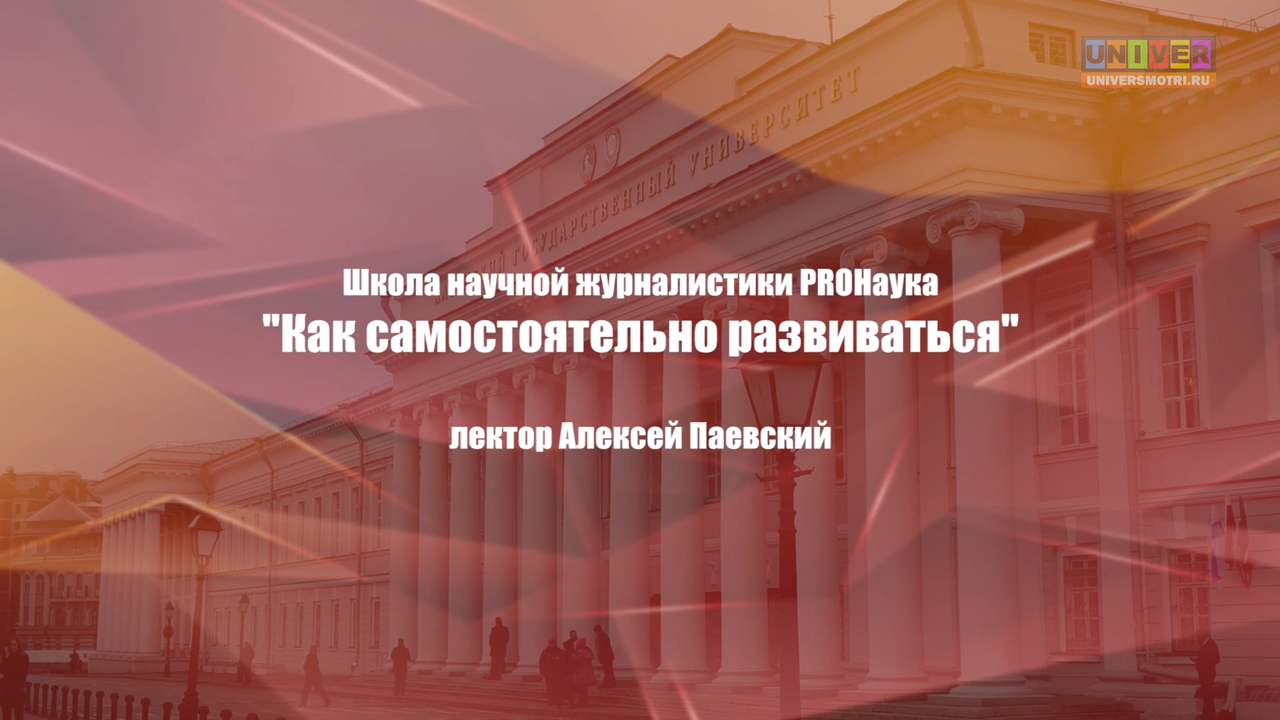 UNIVER
UNIVERSMOTRI.RU
ГОСУДАРСТВЕННЫЙ УНИВЕРСИТЕТ
Школа научной журналистики PROНаука
"Как самостоятельно развиваться"
лектор Алексей Паевский